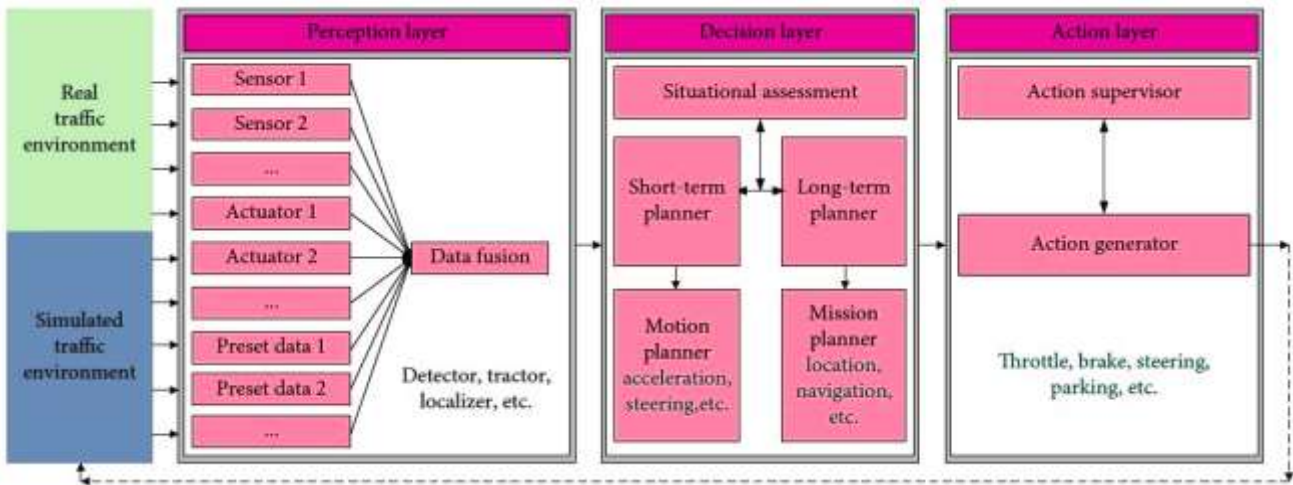 Real
traffic
environment
Simulated
traffic
environment
Perception layer
Sensor 1
Sensor 2
...
Actuator 1
Actuator 2
...
Preset data 1
Preset data 2
...
Data fusion
Detector, tractor,
localizer, etc.
Decision layer
Situational assessment
Short-term
planner
Long-term
planner
Motion
planner
acceleration,
steering,etc.
Mission
planner
location,
navigation,
etc.
Action layer
Action supervisor
Action generator
Throttle, brake, steering,
parking, etc.